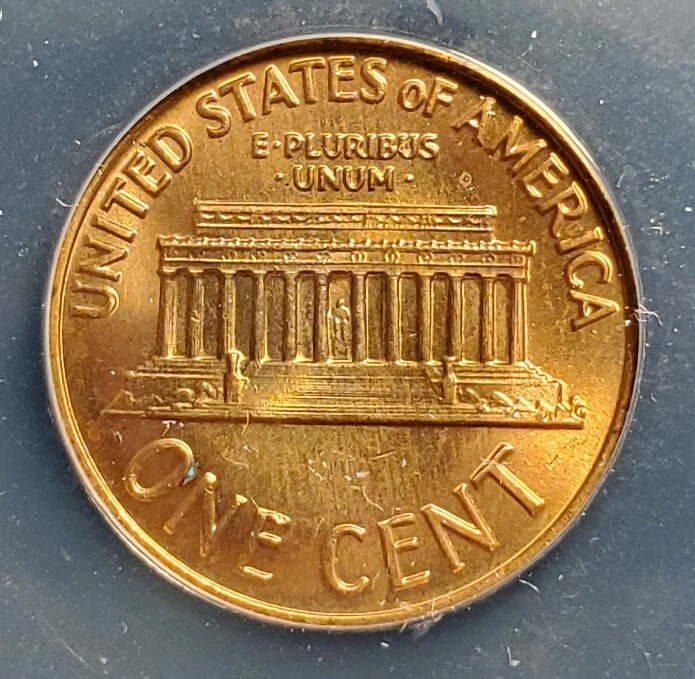 UNITED STATES OF AMERICA
E·PLURIBUS
·UNUM·
ONE CENT